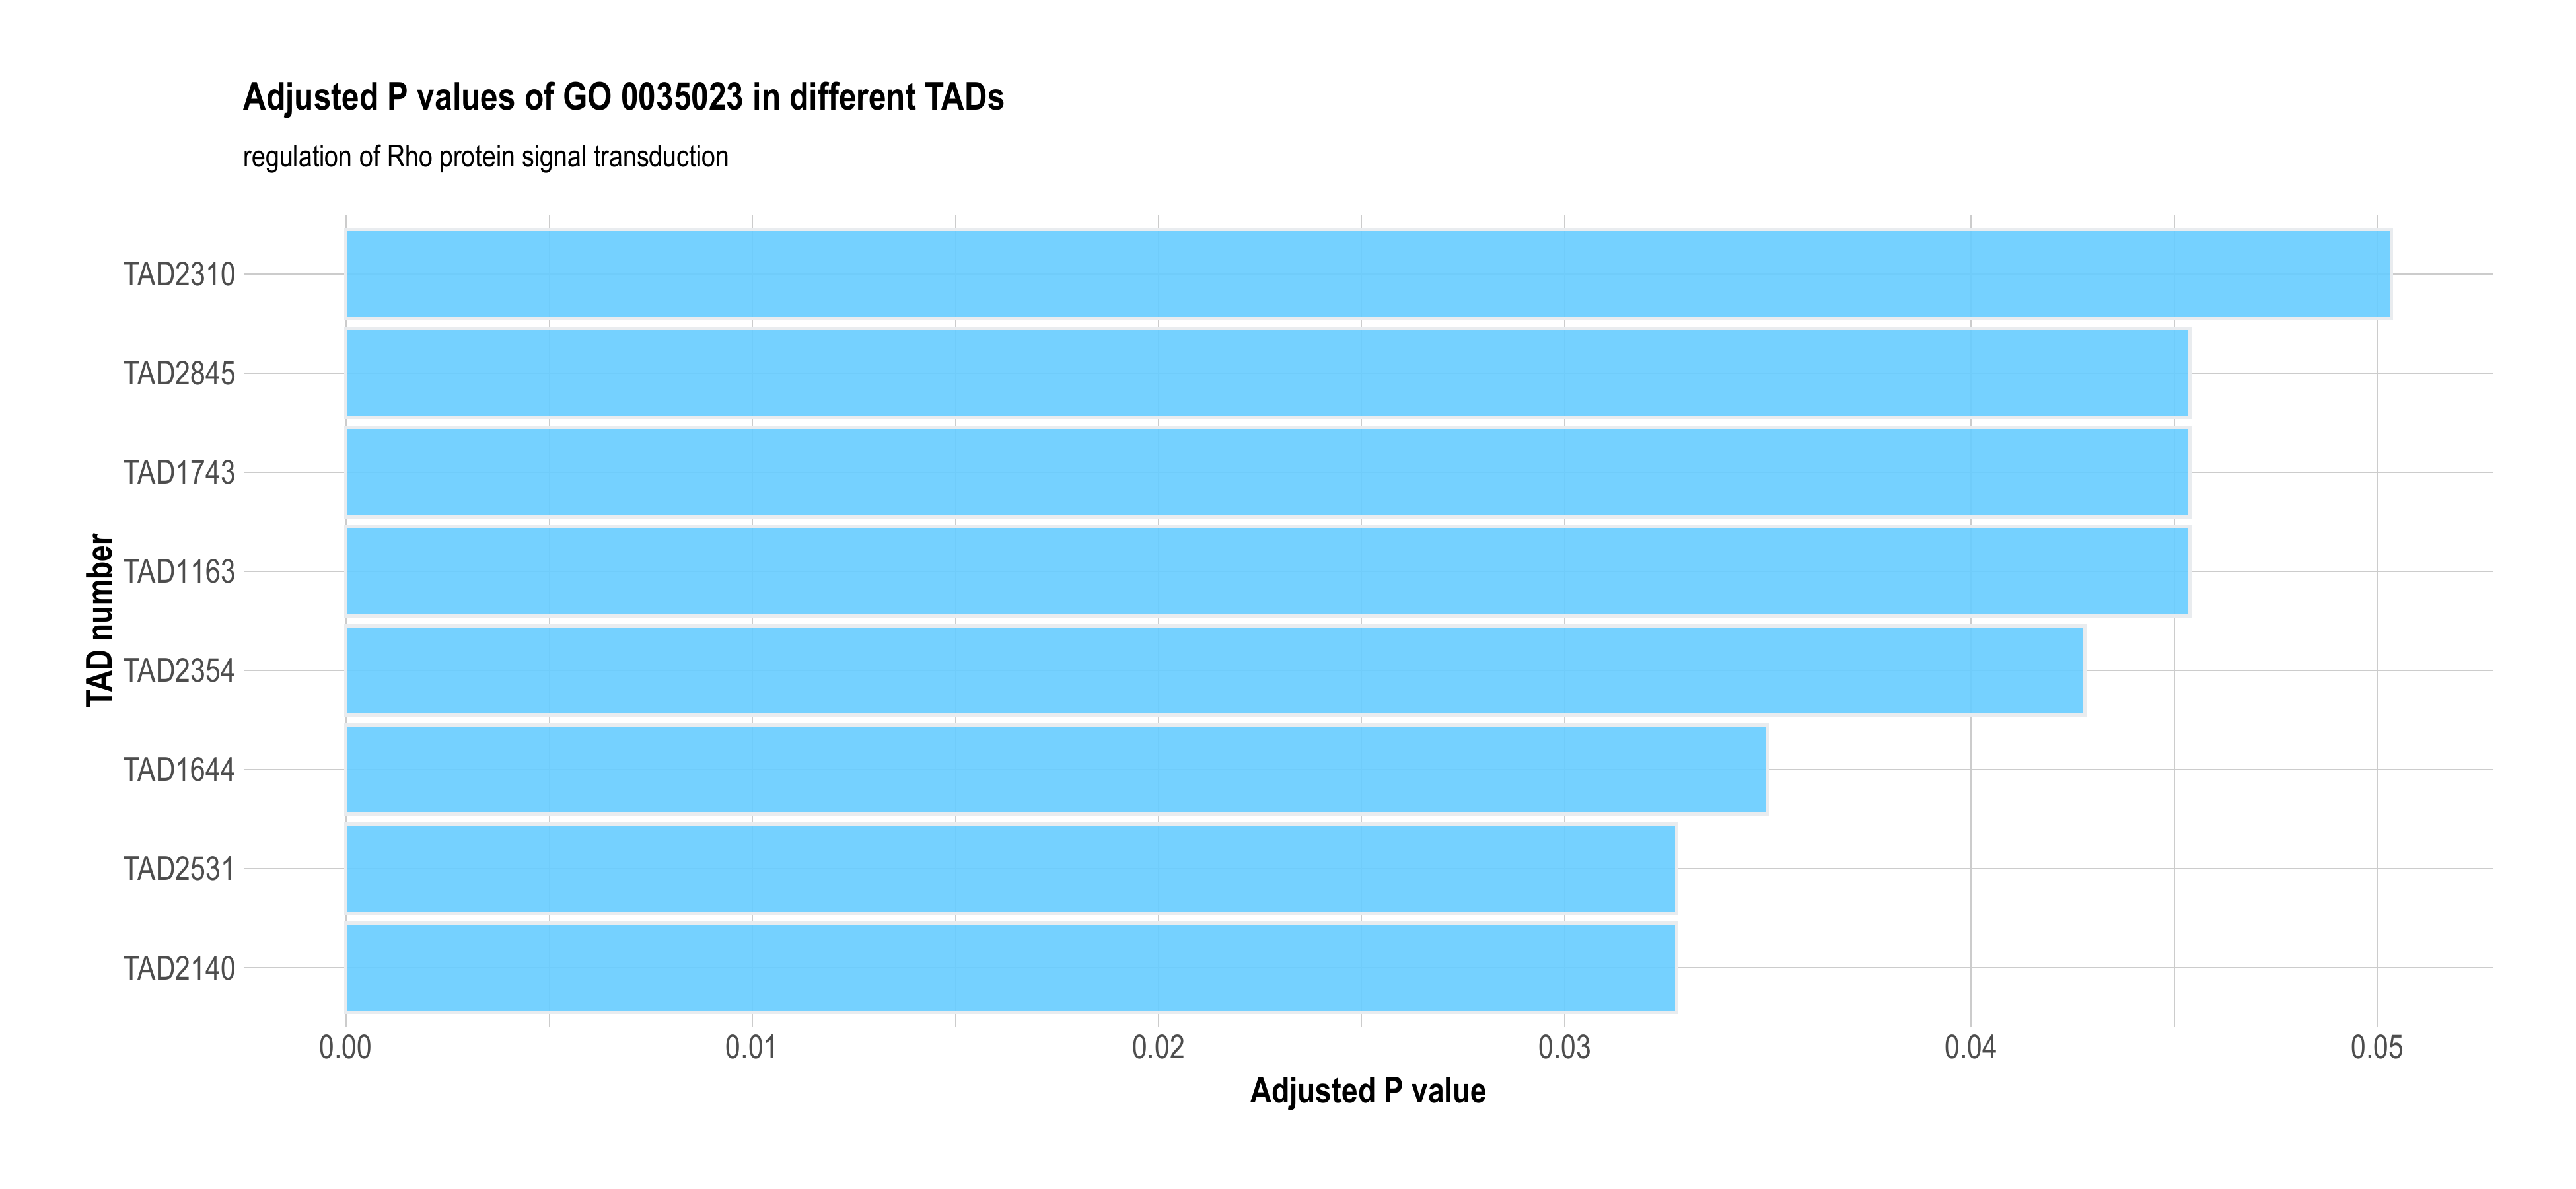 Adjusted P values of GO 0035023 in different TADs
regulation of Rho protein signal transduction
TAD number
TAD2310
TAD2845
TAD1743
TAD1163
TAD2354
TAD1644
TAD2531
TAD2140
0.00 0.01 0.02 0.03 0.04 0.05
Adjusted P value